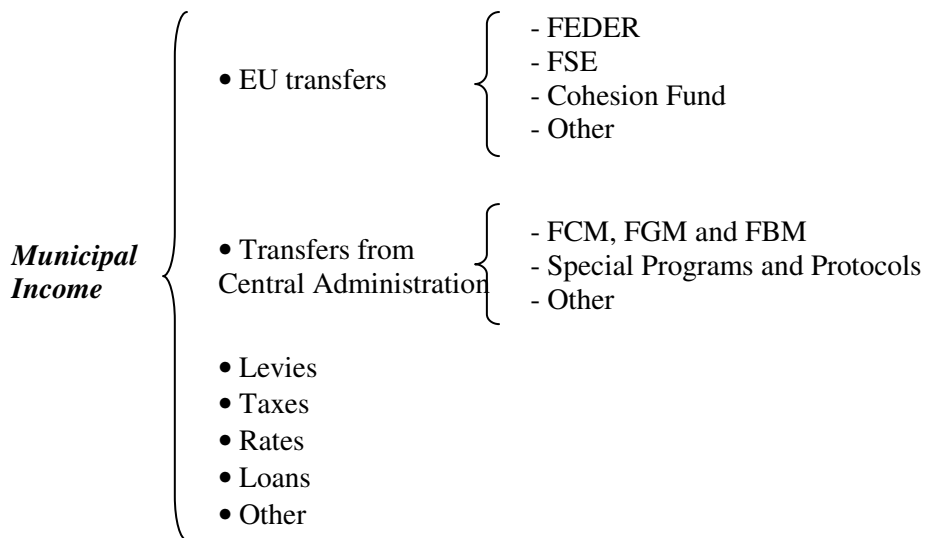 - FEDER
- FSE
• EU transfers
- Cohesion Fund
- Other
Municipal
Income
• Transfers from
Central Administration
- FCM, FGM and FBM
- Special Programs and Protocols
- Other
• Levies
• Taxes
• Rates
• Loans
• Other